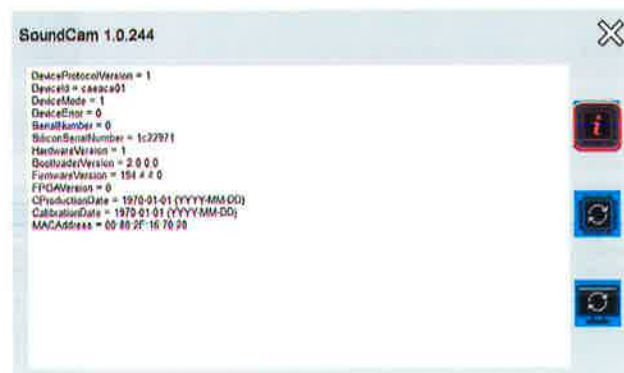 SoundCam 1.0.244
DeviceProtocolVersion = 1
DeviceId = caeaca01
DeviceMode = 1
DeviceError = 0
SerialNumber = 0
SiliconSerialNumber = 1c22971
HardwareVersion = 1
BootloaderVersion = 2.0.0.0
FirmwareVersion = 194.4.4.0
FPGAVersion = 0
CProductionDate = 1970-01-01 (YYYY-MM-DD)
CalibrationDate = 1970-01-01 (YYYY-MM-DD)
MACAddress = 00:80:2F:16:70:20
i